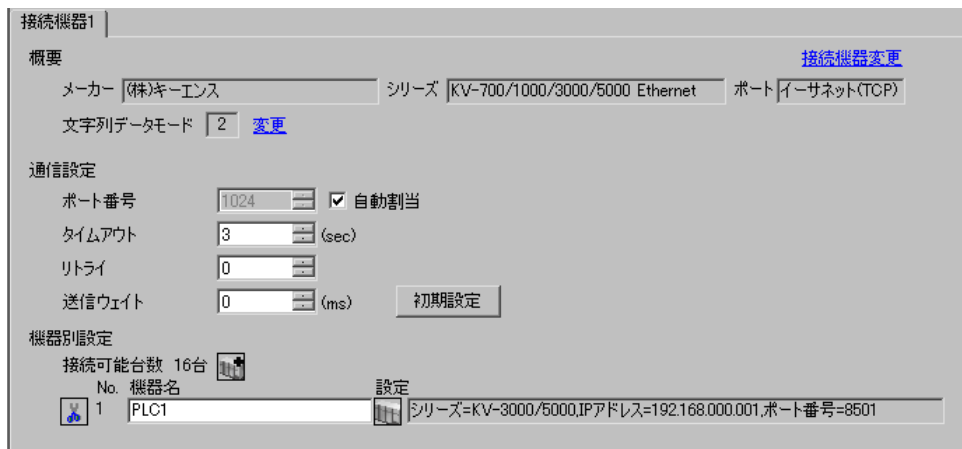 接続機器1
概要 接続機器変更
メーカー (株)キーエンス シリーズ KV-700/1000/3000/5000 Ethernet ポート イーサネット(TCP)
文字列データモード 2 変更
通信設定
ポート番号 1024 自動割当
タイムアウト 3 (sec)
リトライ 0
送信ウェイト 0 (ms) 初期設定
機器別設定
接続可能台数 16台
No. 機器名 設定
1 PLC1 シリーズ=KV-3000/5000,IPアドレス=192.168.000.001,ポート番号=8501